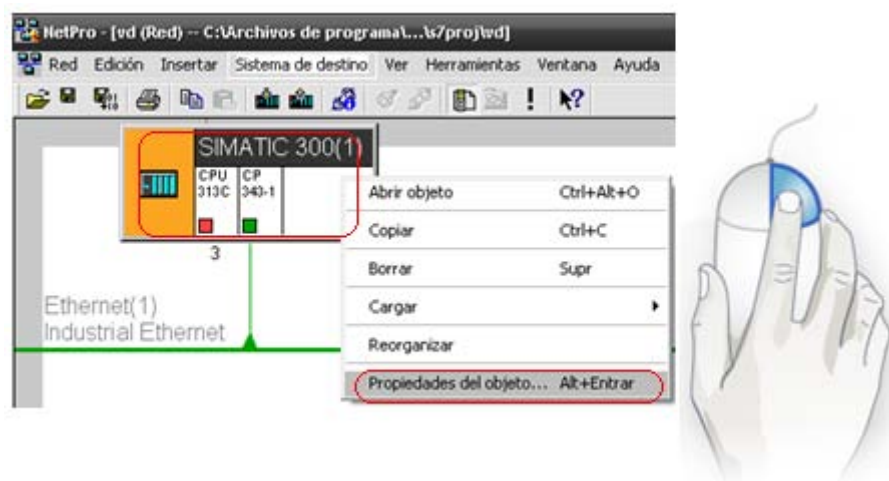 NetPro - [vd (Red) -- C:\Archivos de programa\...\s7proj\vd]
Red Edición Insertar Sistema de destino Ver Herramientas Ventana Ayuda
SIMATIC 300(1)
CPU 313C
CP 343-1
3
Ethernet(1)
Industrial Ethernet
Abrir objeto Ctrl+Alt+O
Copiar Ctrl+C
Borrar Supr
Cargar
Reorganizar
Propiedades del objeto... Alt+Entrar